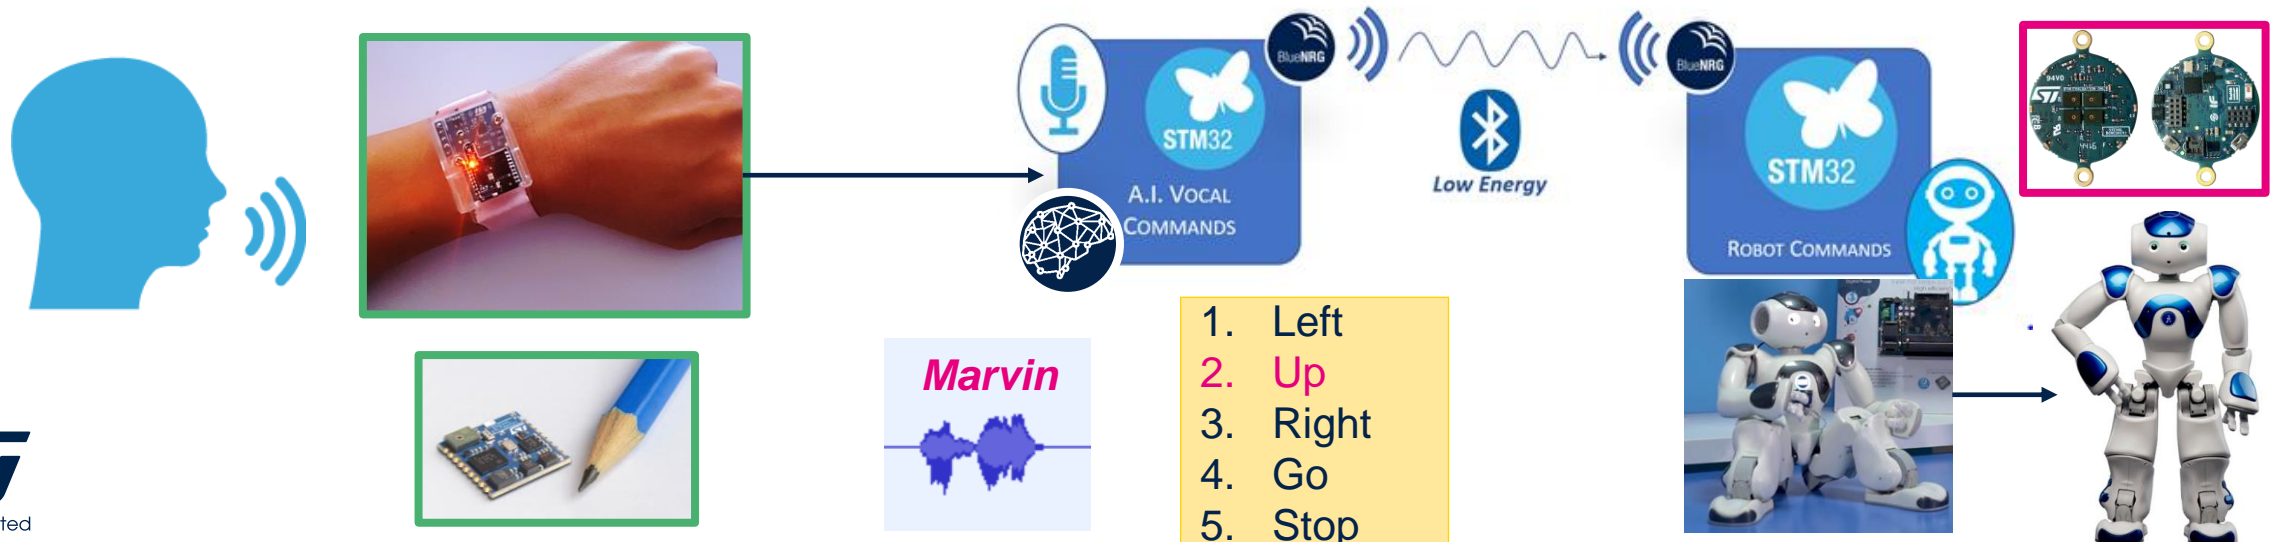 BlueNRG
BlueNRG
STM32
A.I. VOCAL
COMMANDS
Low Energy
STM32
ROBOT COMMANDS
94V0
Marvin
1. Left
2. Up
3. Right
4. Go
5. Stop
ted